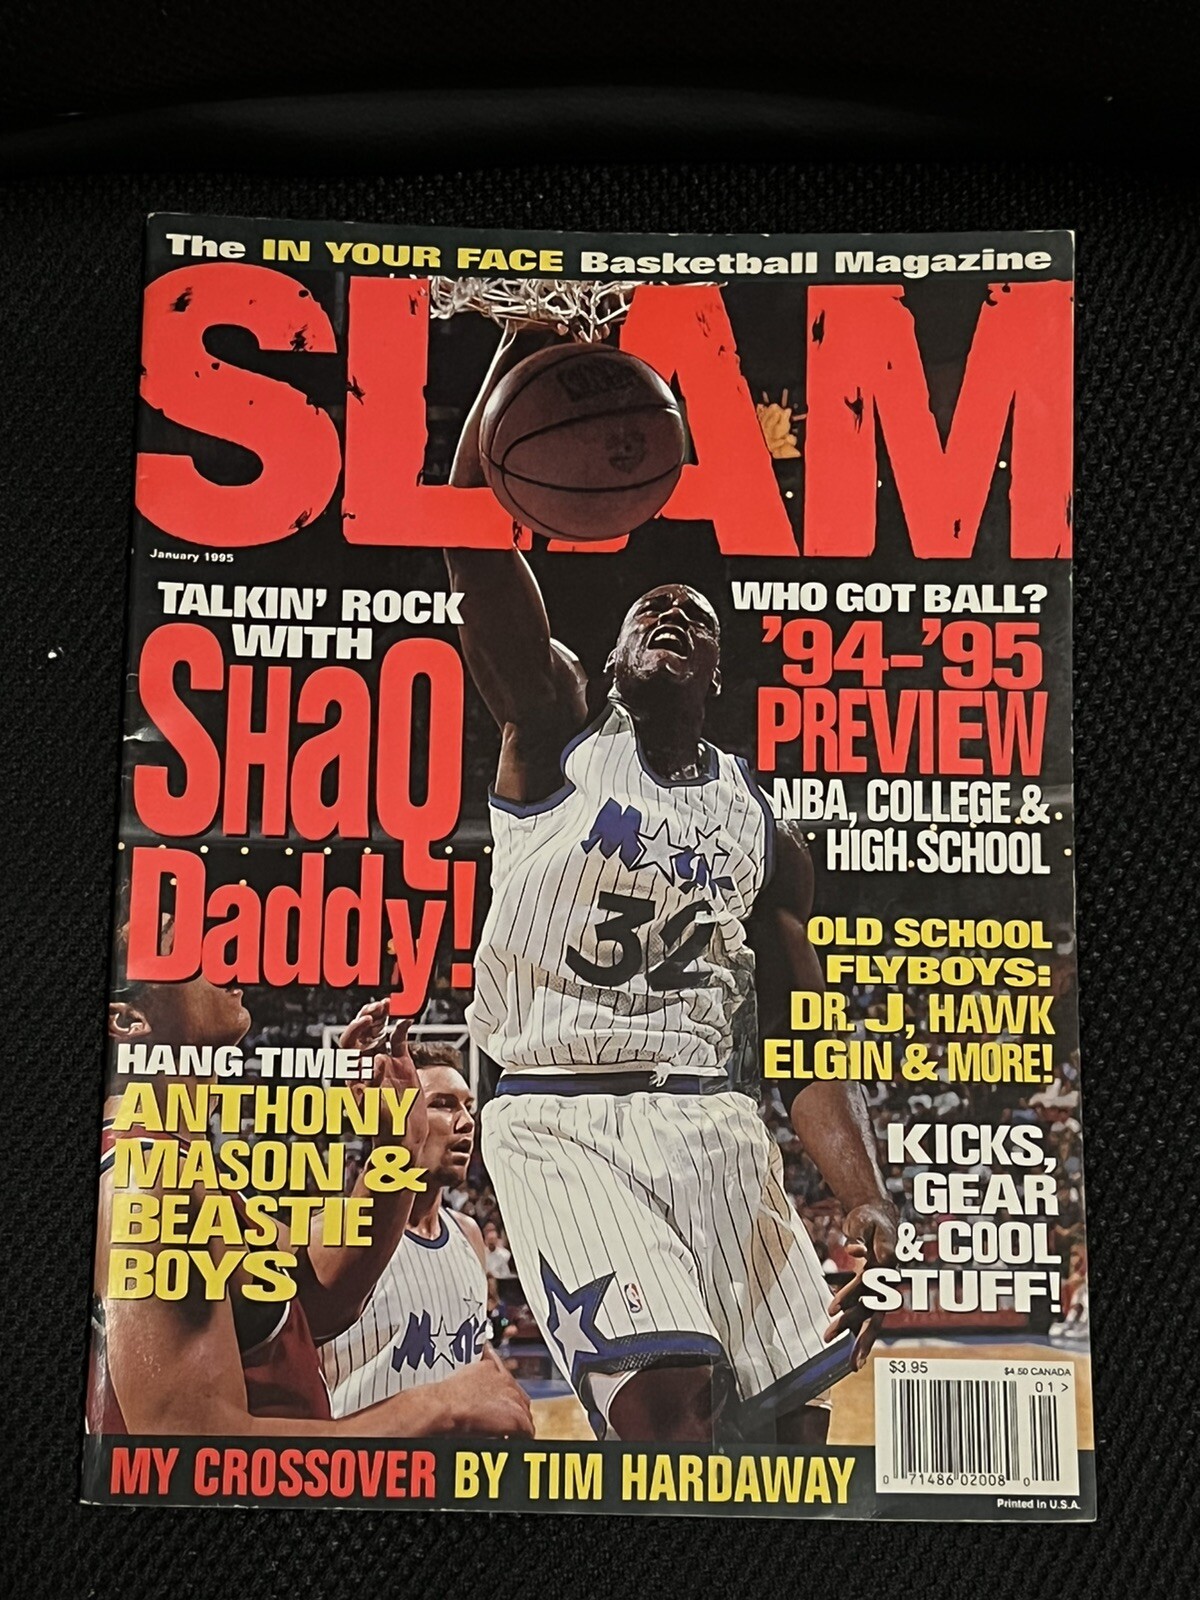 The IN YOUR FACE Basketball Magazine
SLAM
January 1995
TALKIN' ROCK
WITH
SHaQ
Daddy!
WHO GOT BALL?
'94-'95
PREVIEW
NBA, COLLEGE &
HIGH SCHOOL
OLD SCHOOL
FLYBOYS:
DR. J, HAWK
ELGIN & MORE!
HANG TIME:
ANTHONY
MASON &
BEASTIE
BOYS
KICKS,
GEAR
& COOL
STUFF!
Magic
32
Magic
MY CROSSOVER BY TIM HARDAWAY
$3.95
$4.50 CANADA
01 >
0 71486 02008 0
Printed in U.S.A.